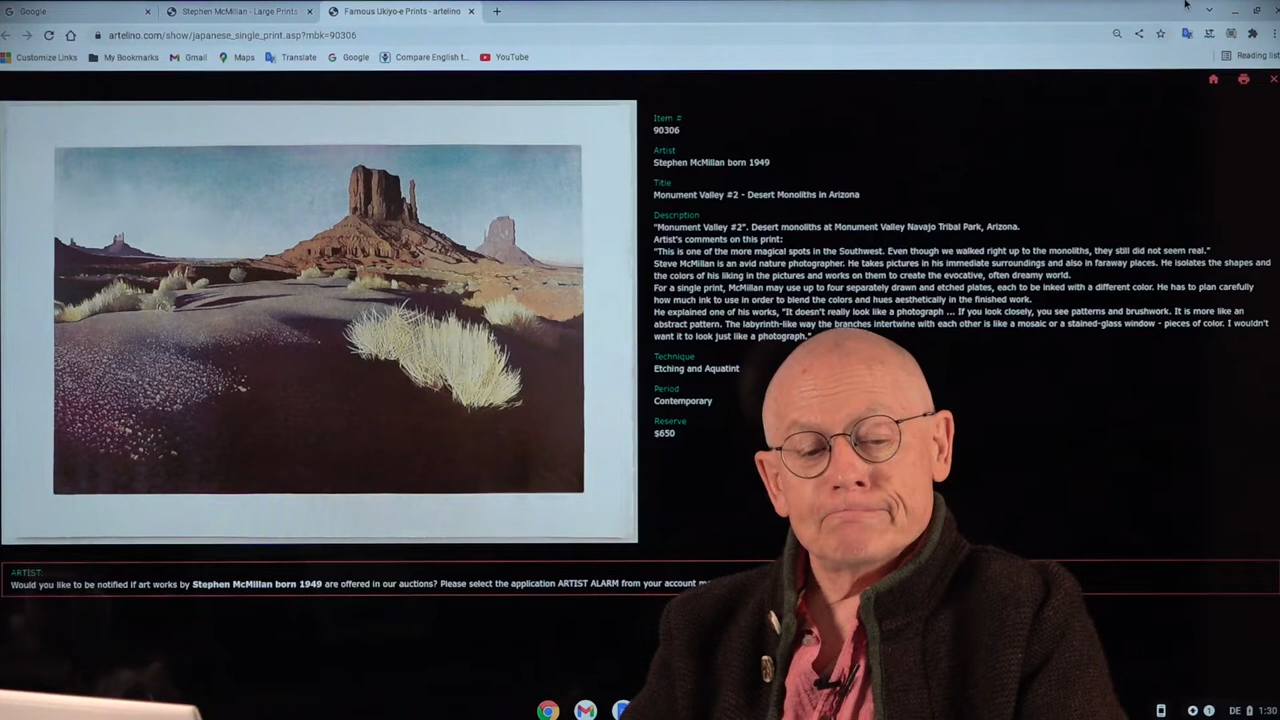 Google
Stephen McMillan - Large Prints
Famous Ukiyo-e Prints - artelino
artelino.com/show/japanese_single_print.asp?mbk=90306
Customize Links
My Bookmarks
Gmail
Maps
Translate
Google
Compare English t...
YouTube
Reading list
Item #
90306
Artist
Stephen McMillan born 1949
Title
Monument Valley #2 - Desert Monoliths in Arizona
Description
"Monument Valley #2". Desert monoliths at Monument Valley Navajo Tribal Park, Arizona.
Artist's comments on this print:
"This is one of the more magical spots in the Southwest. Even though we walked right up to the monoliths, they still did not seem real."
Steve McMillan is an avid nature photographer. He takes pictures in his immediate surroundings and also in faraway places. He isolates the shapes and
the colors of his liking in the pictures and works on them to create the evocative, often dreamy world.
For a single print, McMillan may use up to four separately drawn and etched plates, each to be inked with a different color. He has to plan carefully
how much ink to use in order to blend the colors and hues aesthetically in the finished work.
He explained one of his works, "It doesn't really look like a photograph ... If you look closely, you see patterns and brushwork. It is more like an
abstract pattern. The labyrinth-like way the branches intertwine with each other is like a mosaic or a stained-glass window - pieces of color. I wouldn't
want it to look just like a photograph."
Technique
Etching and Aquatint
Period
Contemporary
Reserve
$650
ARTIST:
Would you like to be notified if art works by Stephen McMillan born 1949 are offered in our auctions? Please select the application ARTIST ALARM from your account
DE
1:30